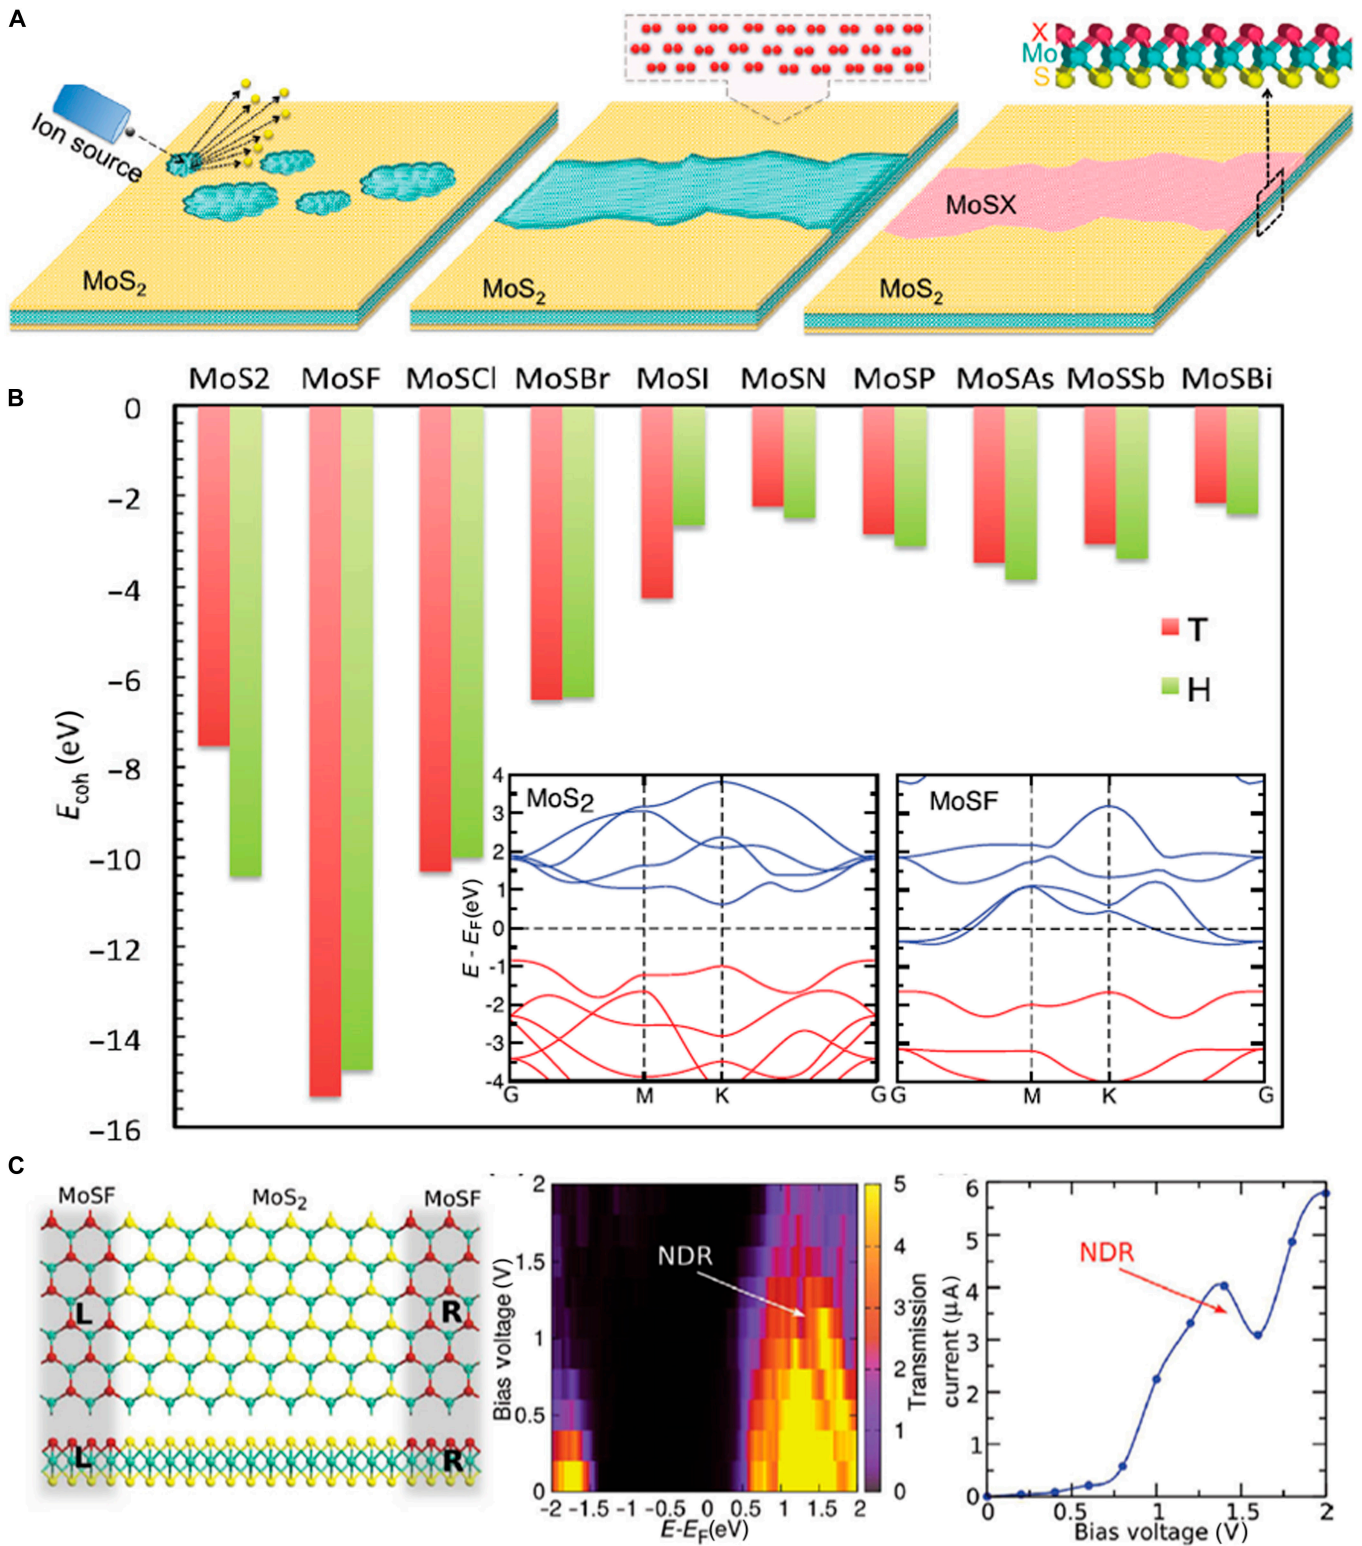 A
Ion source
X
Mo
S
MoS2
MoS2
MoSX
MoS2
B
MoS2 MoSF MoSCl MoSBr MoSI MoSN MoSP MoSAs MoSSb MoSBi
0
−2
−4
−6
−8
−10
−12
−14
−16
Ecoh (eV)
T
H
MoS2
4
3
2
1
0
-1
-2
-3
-4
E - EF(eV)
G M K G
MoSF
G M K G
C
MoSF MoS2 MoSF
L R
L R
2
1.5
1
0.5
0
Bias voltage (V)
NDR
-2 -1.5 -1 -0.5 0 0.5 1 1.5 2
E-EF(eV)
5
4
3
2
1
0
Transmission
6
5
4
3
2
1
0
current (μA)
NDR
0 0.5 1 1.5 2
Bias voltage (V)